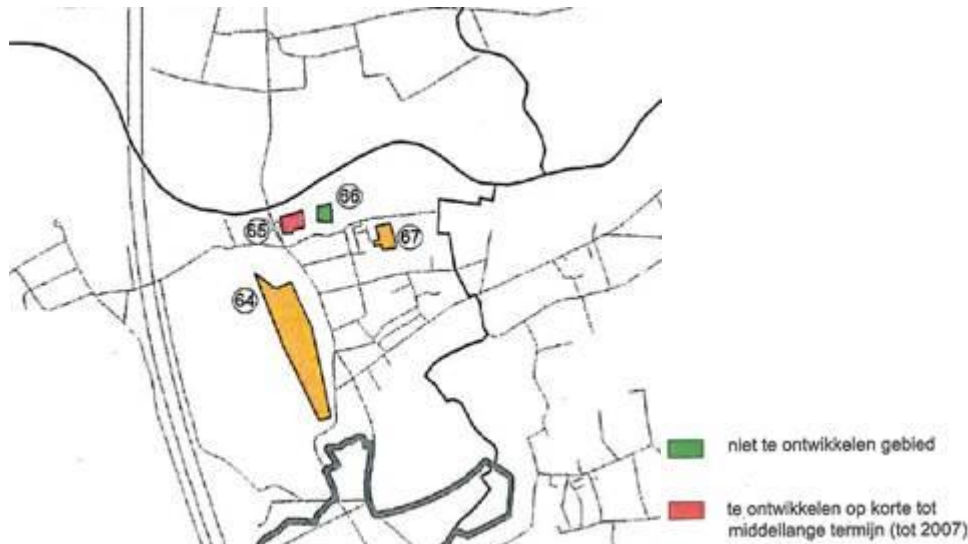 66
65
67
64
niet te ontwikkelen gebied
te ontwikkelen op korte tot
middellange termijn (tot 2007)